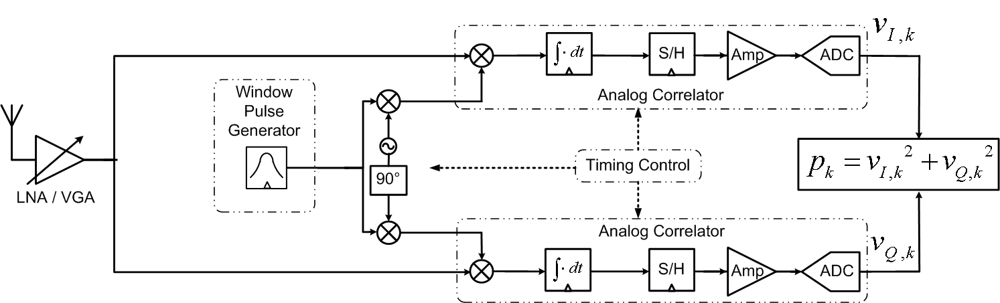 v_{I,k}
∫· dt
S/H
Amp
ADC
Analog Correlator
Window
Pulse
Generator
LNA / VGA
90°
Timing Control
p_k = v_{I,k}^2 + v_{Q,k}^2
Analog Correlator
v_{Q,k}
∫· dt
S/H
Amp
ADC